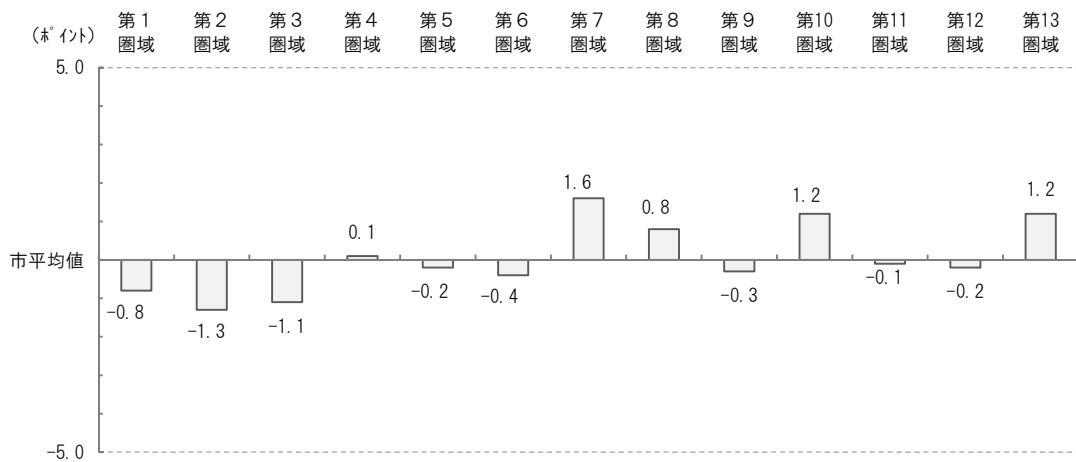 (ﾎﾟｲﾝﾄ)
第1圏域
第2圏域
第3圏域
第4圏域
第5圏域
第6圏域
第7圏域
第8圏域
第9圏域
第10圏域
第11圏域
第12圏域
第13圏域
5.0
市平均値
-5.0
-0.8
-1.3
-1.1
0.1
-0.2
-0.4
1.6
0.8
-0.3
1.2
-0.1
-0.2
1.2